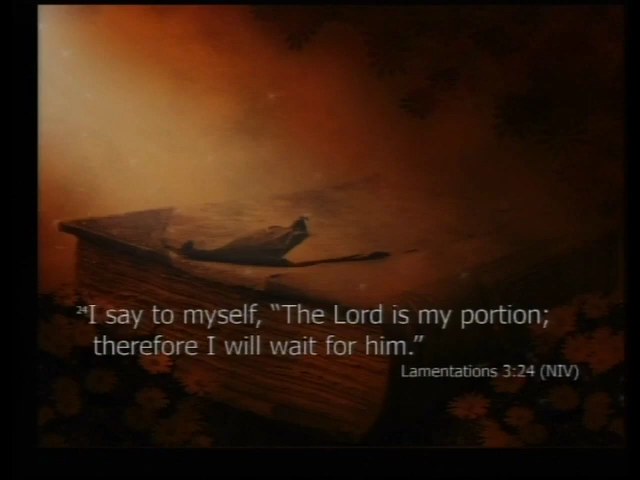 24I say to myself, “The Lord is my portion;
therefore I will wait for him.”
Lamentations 3:24 (NIV)